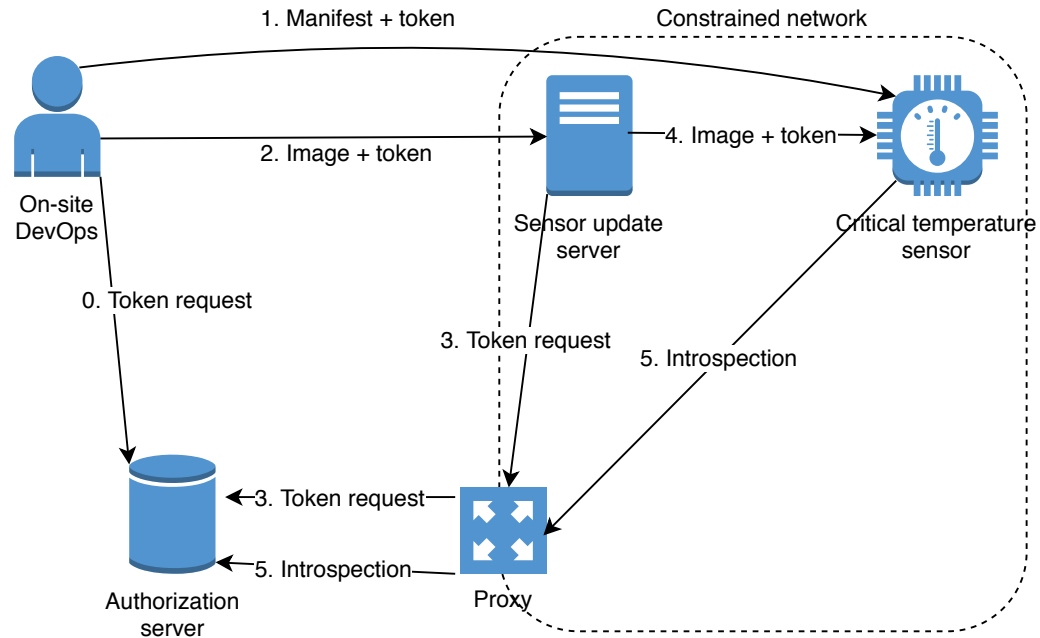 1. Manifest + token
Constrained network
2. Image + token
4. Image + token
On-site
DevOps
Sensor update
server
Critical temperature
sensor
0. Token request
3. Token request
5. Introspection
3. Token request
5. Introspection
Authorization
server
Proxy